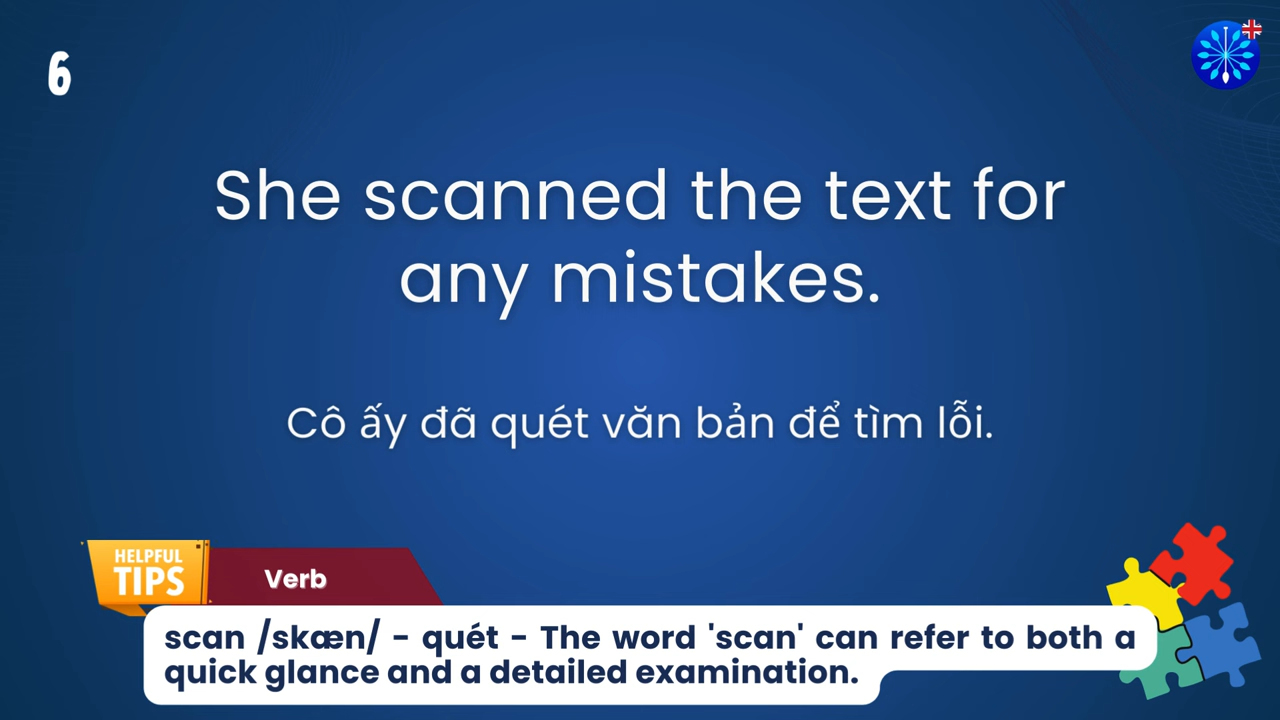 6
She scanned the text for
any mistakes.
Cô ấy đã quét văn bản để tìm lỗi.
HELPFUL
TIPS
Verb
scan /skæn/ - quét - The word 'scan' can refer to both a
quick glance and a detailed examination.